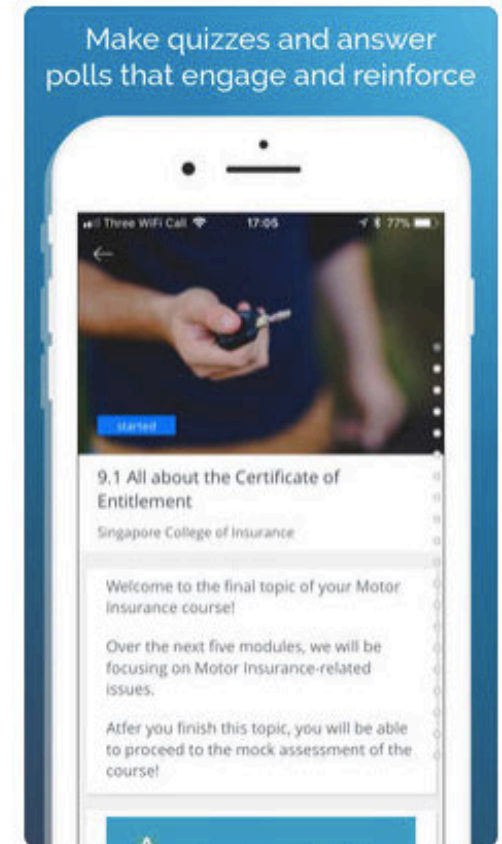 Make quizzes and answer
polls that engage and reinforce
Three WiFi Call
17:05
77%
started
9.1 All about the Certificate of
Entitlement
Singapore College of Insurance
Welcome to the final topic of your Motor
Insurance course!
Over the next five modules, we will be
focusing on Motor Insurance-related
issues.
Atfer you finish this topic, you will be able
to proceed to the mock assessment of the
course!